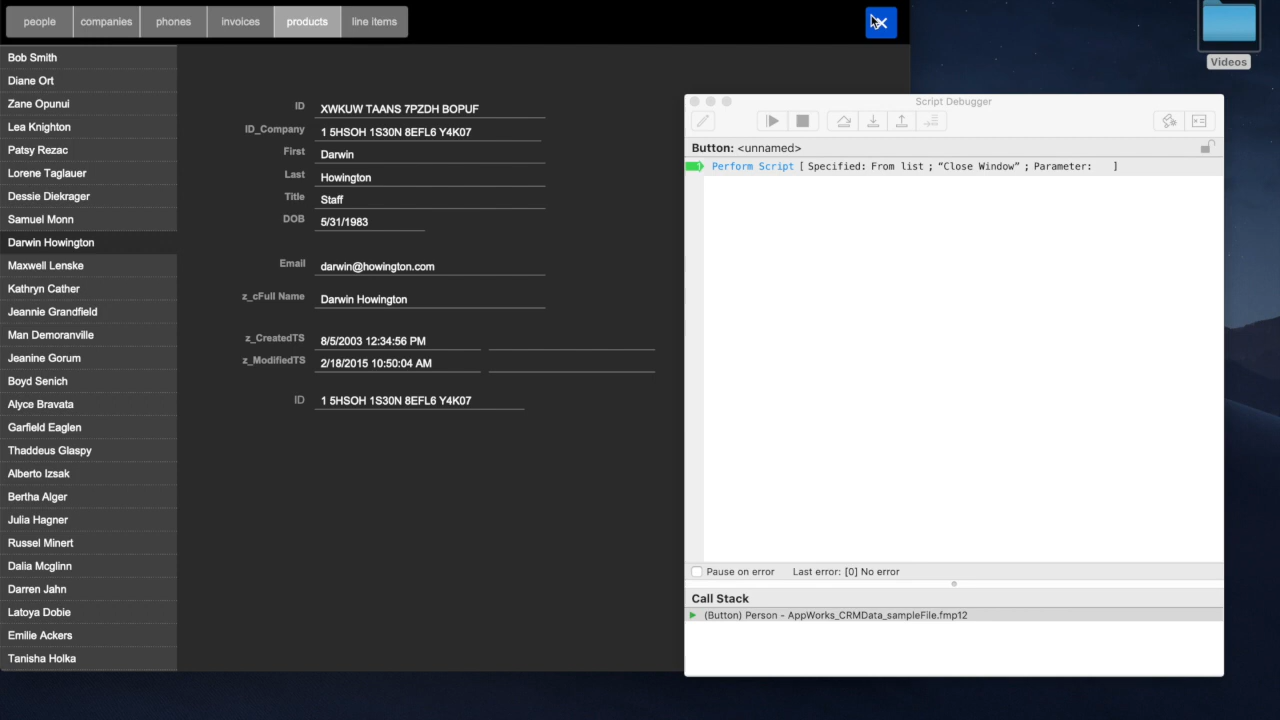 people companies phones invoices products line items
Videos
Bob Smith
Diane Ort
Zane Opunui
Lea Knighton
Patsy Rezac
Lorene Taglauer
Dessie Diekrager
Samuel Monn
Darwin Howington
Maxwell Lenske
Kathryn Cather
Jeannie Grandfield
Man Demoranville
Jeanine Gorum
Boyd Senich
Alyce Bravata
Garfield Eaglen
Thaddeus Glaspy
Alberto Izsak
Bertha Alger
Julia Hagner
Russel Minert
Dalia Mcglinn
Darren Jahn
Latoya Dobie
Emilie Ackers
Tanisha Holka
ID XWKUW TAANS 7PZDH BOPUF
ID_Company 1 5HSOH 1S30N 8EFL6 Y4K07
First Darwin
Last Howington
Title Staff
DOB 5/31/1983
Email darwin@howington.com
z_cFull Name Darwin Howington
z_CreatedTS 8/5/2003 12:34:56 PM
z_ModifiedTS 2/18/2015 10:50:04 AM
ID 1 5HSOH 1S30N 8EFL6 Y4K07
Script Debugger
Button: <unnamed>
Perform Script [ Specified: From list ; “Close Window” ; Parameter: ]
Pause on error Last error: [0] No error
Call Stack
(Button) Person - AppWorks_CRMData_sampleFile.fmp12